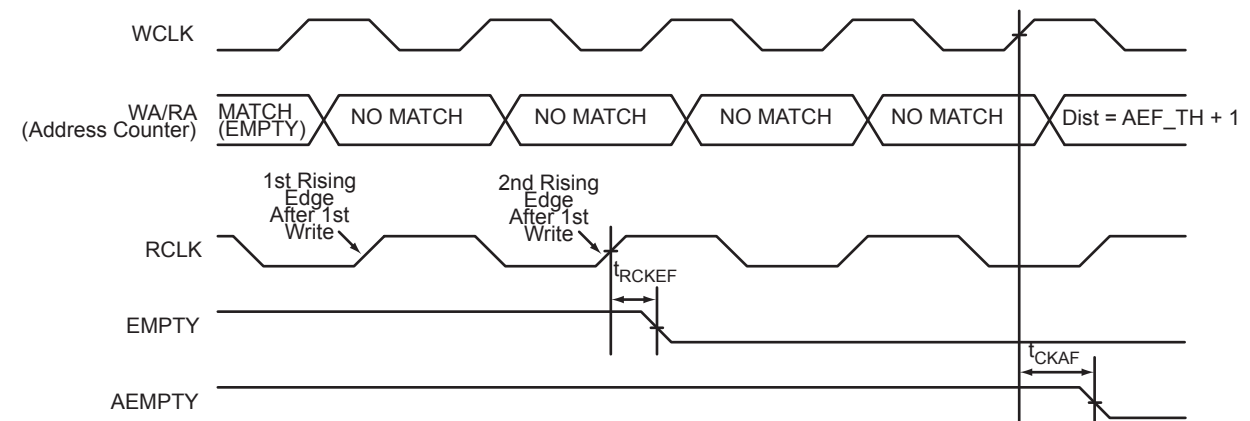 WCLK
WA/RA
(Address Counter)
MATCH
(EMPTY)
NO MATCH
NO MATCH
NO MATCH
NO MATCH
Dist = AEF_TH + 1
1st Rising
Edge
After 1st
Write
2nd Rising
Edge
After 1st
Write
RCLK
tRCKEF
EMPTY
tCKAF
AEMPTY